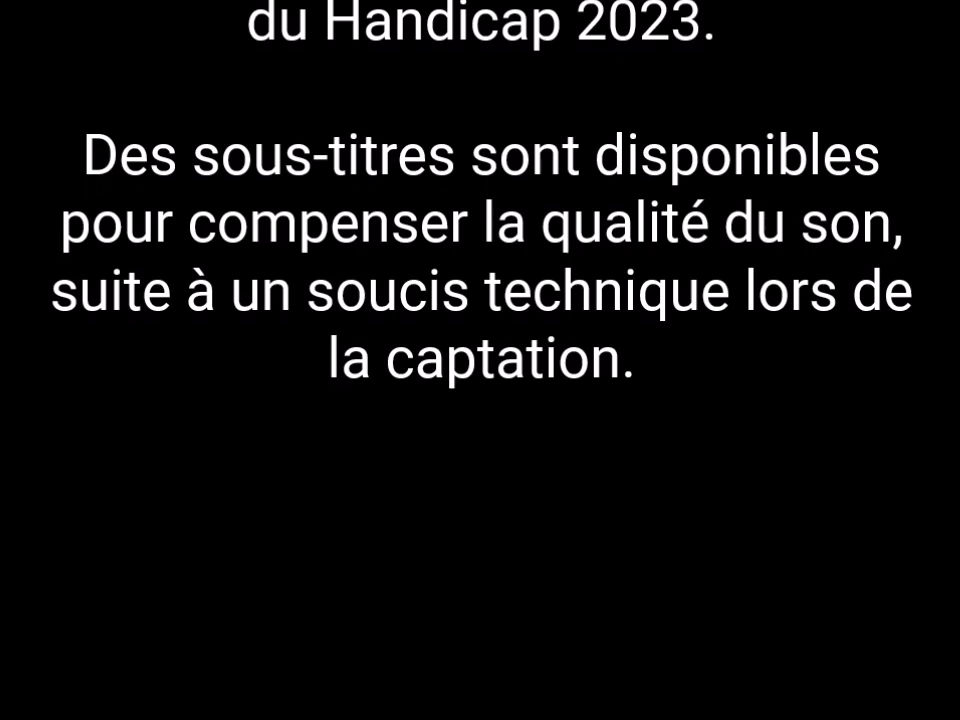 du Handicap 2023.
Des sous-titres sont disponibles
pour compenser la qualité du son,
suite à un soucis technique lors de
la captation.